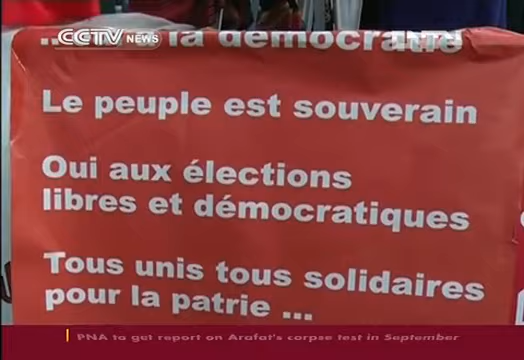 CCTV NEWS
la démocratie
Le peuple est souverain
Oui aux élections
libres et démocratiques
Tous unis tous solidaires
pour la patrie ...
PNA to get report on Arafat's corpse test in September